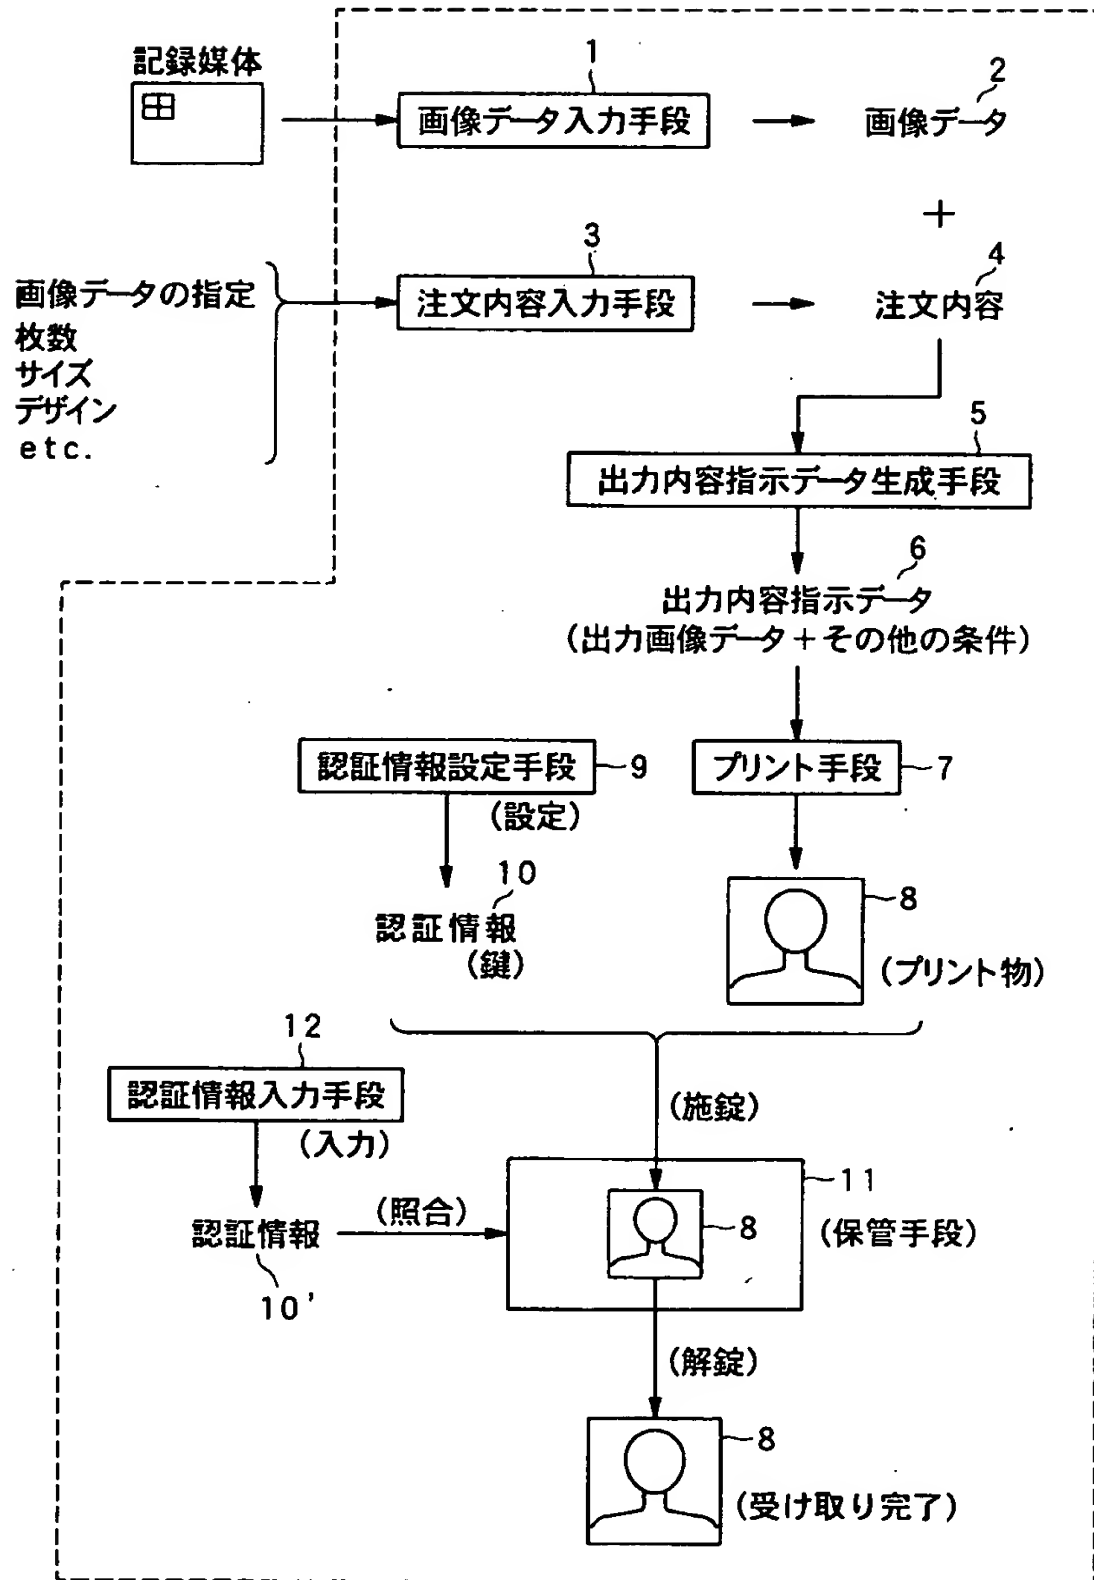 記録媒体
1
画像データ入力手段
2
画像データ
+
画像データの指定
枚数
サイズ
デザイン
etc.
3
注文内容入力手段
4
注文内容
5
出力内容指示データ生成手段
6
出力内容指示データ
(出力画像データ+その他の条件)
認証情報設定手段
9
(設定)
プリント手段
7
10
認証情報
(鍵)
8
(プリント物)
12
認証情報入力手段
(入力)
(施錠)
認証情報
10'
(照合)
8
11
(保管手段)
(解錠)
8
(受け取り完了)